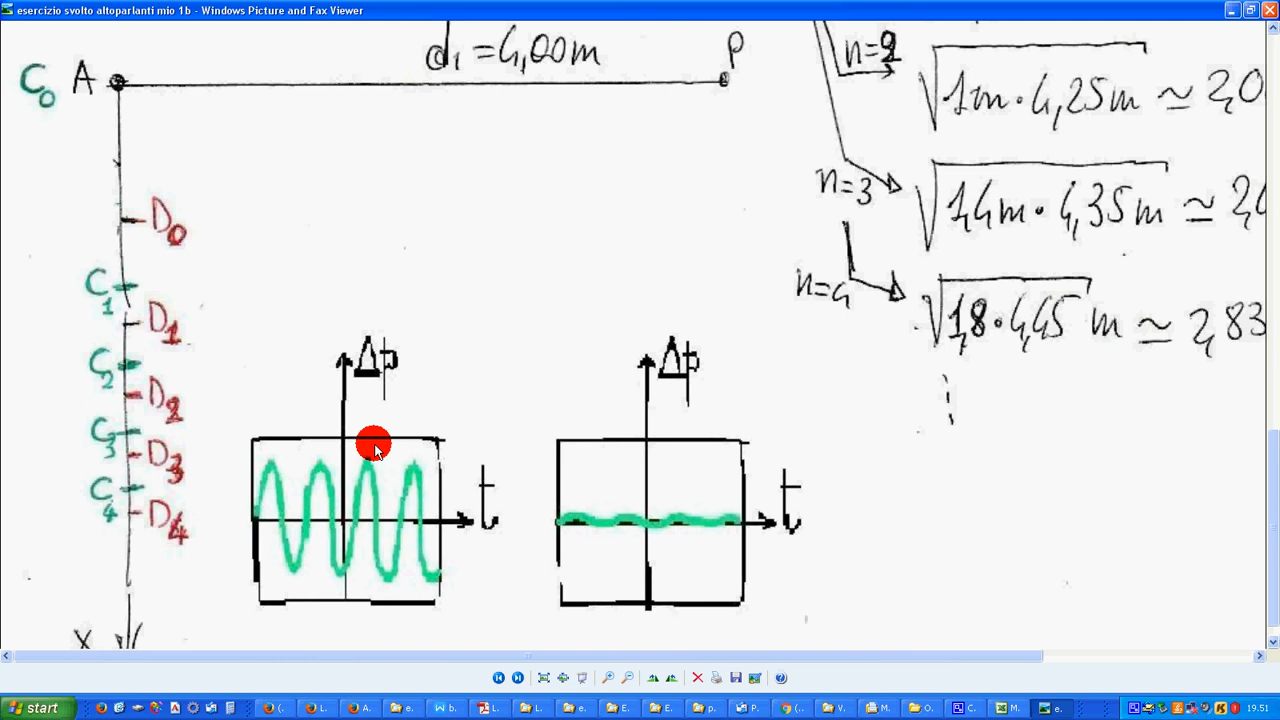 esercizio svolto altoparlanti mio 1b - Windows Picture and Fax Viewer
d₁ = 4,00m
C₀ A P
n=2 √1m·4,25m ≃ 2,0
n=3 √1,4m·4,35m ≃ 2,4
n=4 √1,8·4,45 m ≃ 2,83
D₀
C₁
D₁
C₂
D₂
C₃
D₃
C₄
D₄
Δp Δp
t t
X
start
19.51